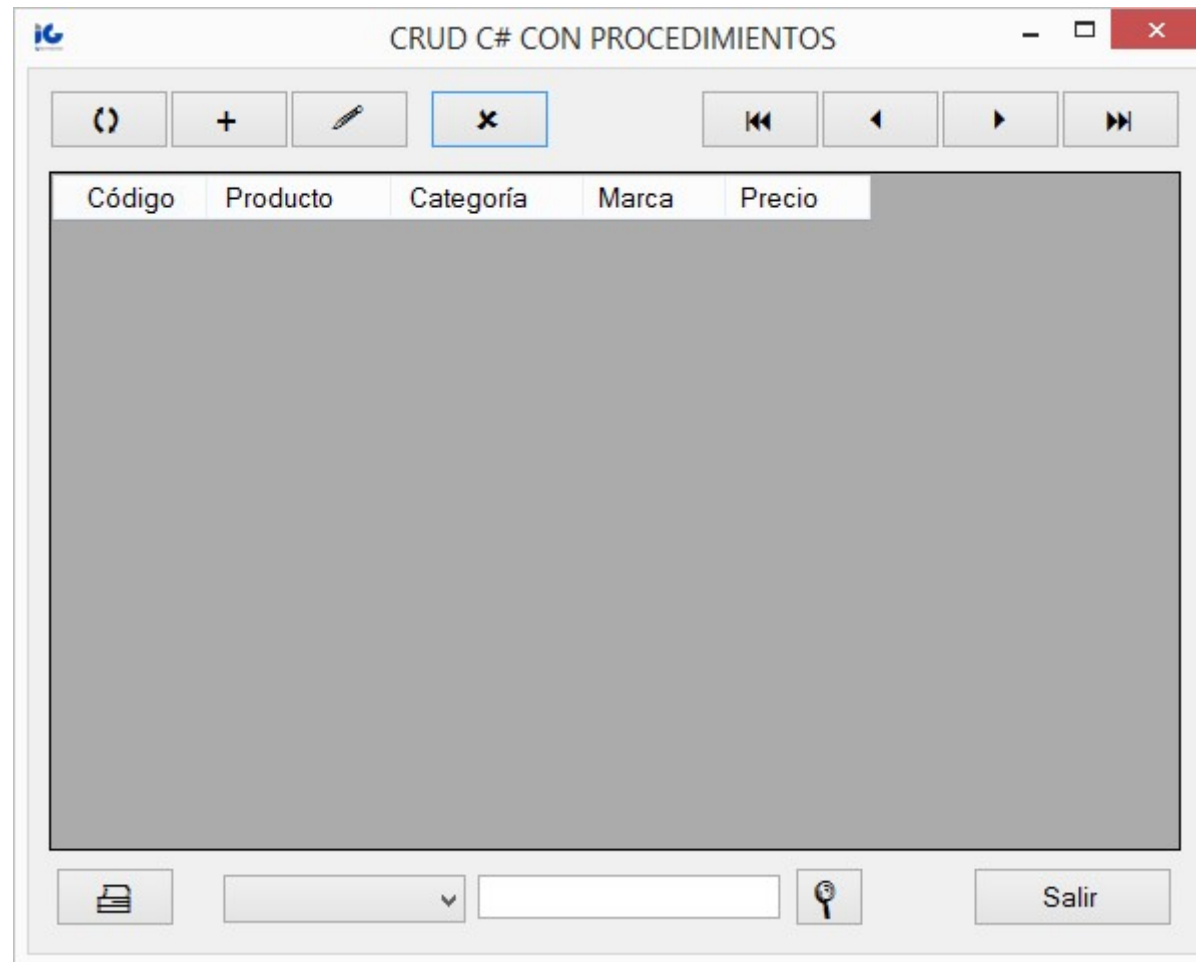 iG
CRUD C# CON PROCEDIMIENTOS
Código Producto Categoría Marca Precio
Salir